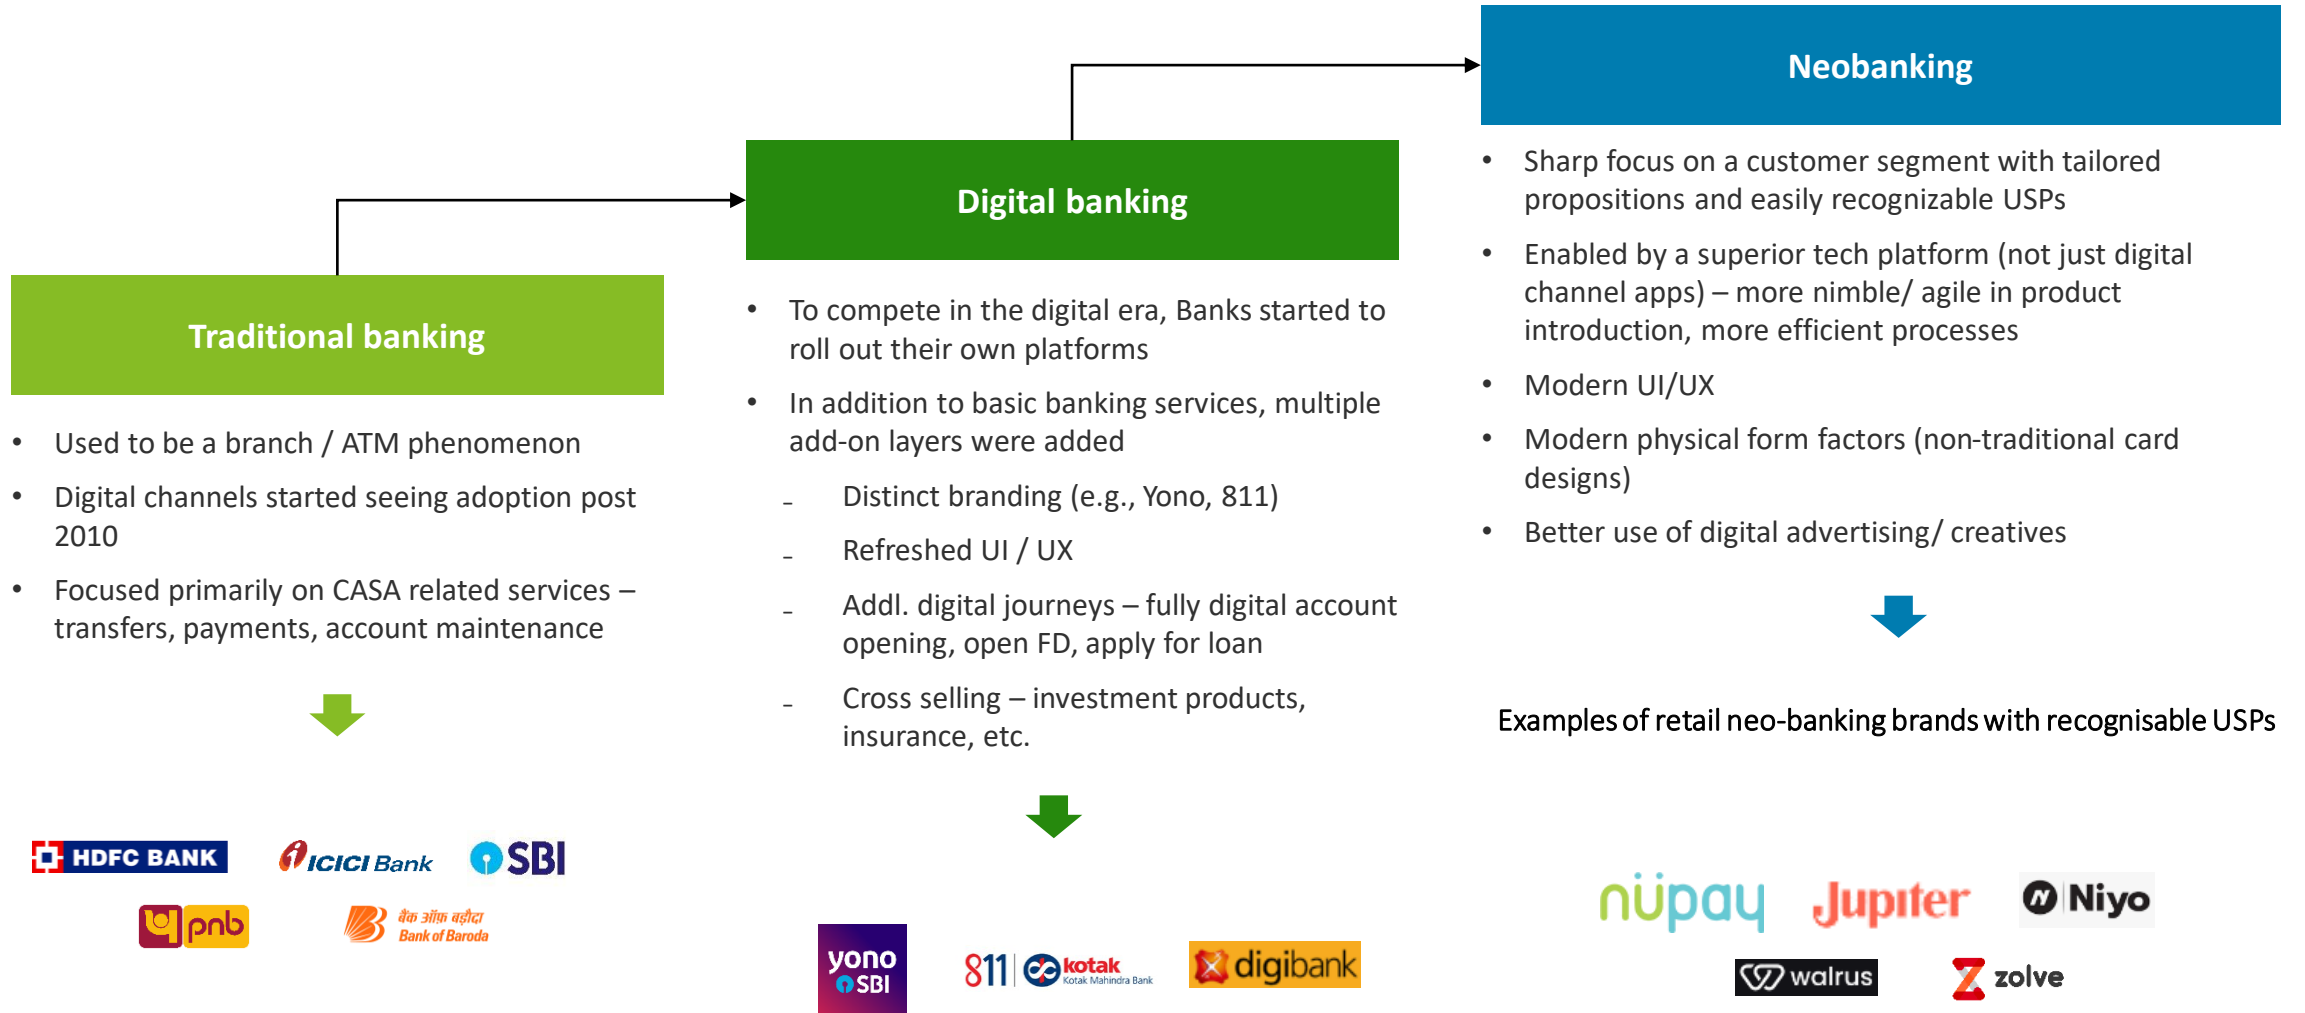 Traditional banking
• Used to be a branch / ATM phenomenon
• Digital channels started seeing adoption post
2010
• Focused primarily on CASA related services –
transfers, payments, account maintenance
HDFC BANK
ICICI Bank
SBI
pnb
बैंक ऑफ़ बड़ौदा
Bank of Baroda
Digital banking
• To compete in the digital era, Banks started to
roll out their own platforms
• In addition to basic banking services, multiple
add-on layers were added
– Distinct branding (e.g., Yono, 811)
– Refreshed UI / UX
– Addl. digital journeys – fully digital account
opening, open FD, apply for loan
– Cross selling – investment products,
insurance, etc.
yono
SBI
811 kotak
Kotak Mahindra Bank
digibank
Neobanking
• Sharp focus on a customer segment with tailored
propositions and easily recognizable USPs
• Enabled by a superior tech platform (not just digital
channel apps) – more nimble/ agile in product
introduction, more efficient processes
• Modern UI/UX
• Modern physical form factors (non-traditional card
designs)
• Better use of digital advertising/ creatives
Examples of retail neo-banking brands with recognisable USPs
nüpay
Jupiter
Niyo
walrus
zolve